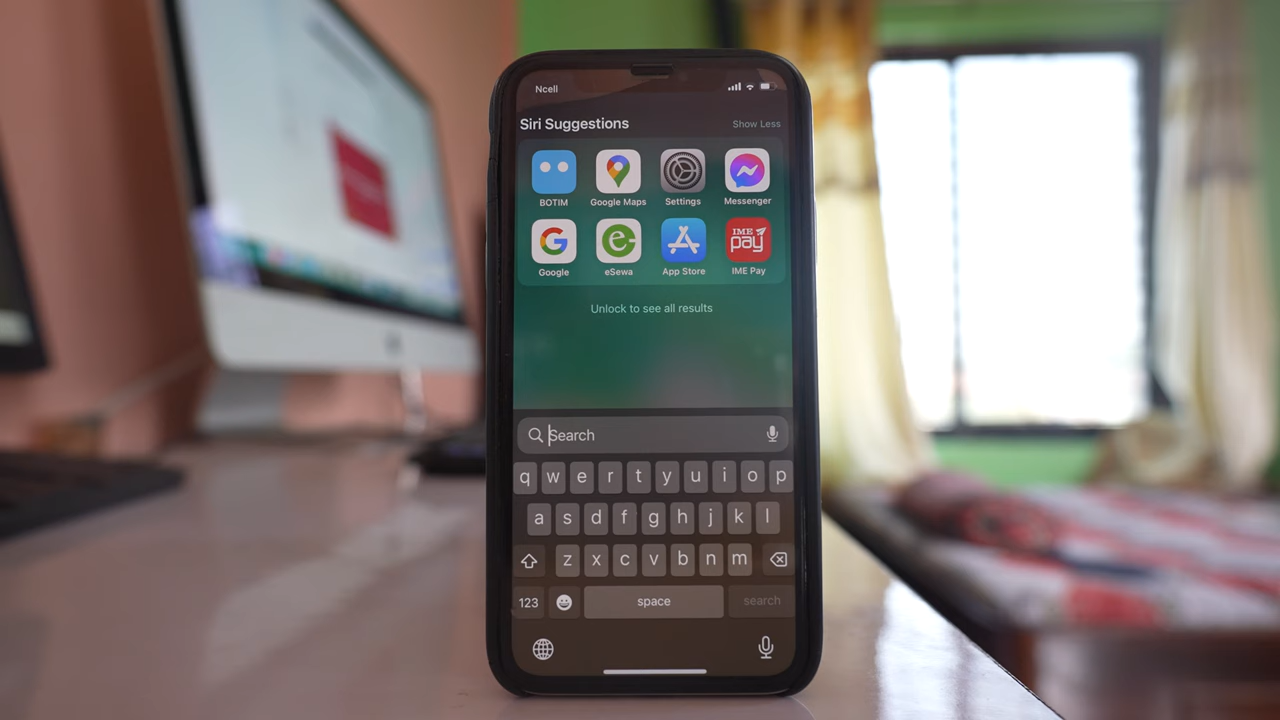 Ncell
Siri Suggestions
Show Less
BOTIM Google Maps Settings Messenger
IME
pay
Google eSewa App Store IME Pay
Unlock to see all results
Search
q w e r t y u i o p
a s d f g h j k l
z x c v b n m
123 space search